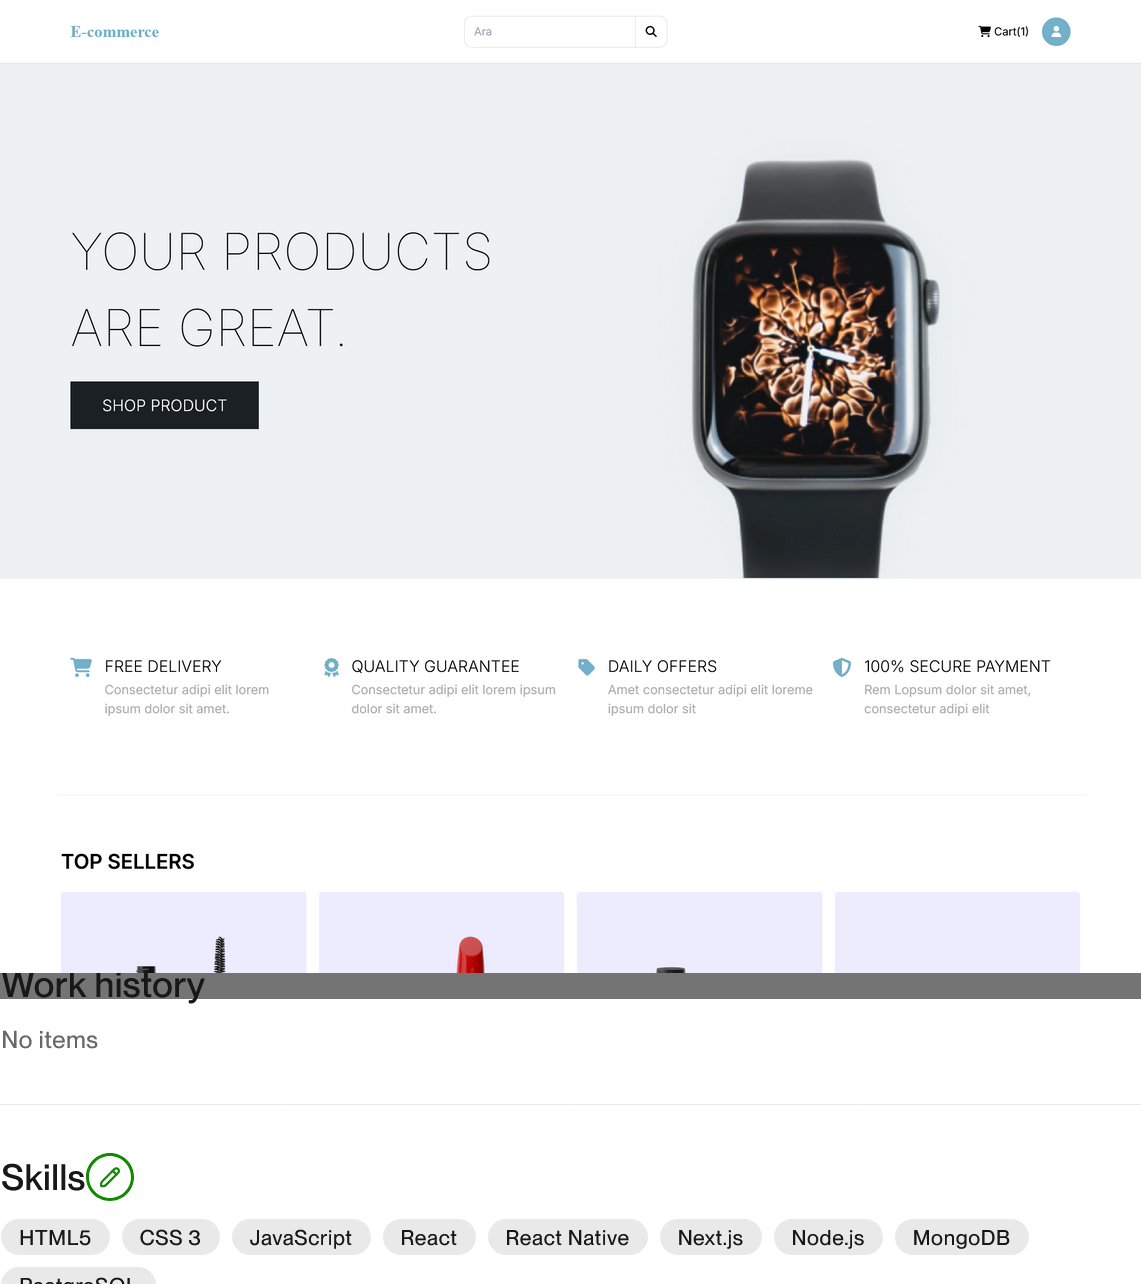 E-commerce
Ara
Cart(1)
YOUR PRODUCTS
ARE GREAT.
SHOP PRODUCT
FREE DELIVERY
Consectetur adipi elit lorem
ipsum dolor sit amet.
QUALITY GUARANTEE
Consectetur adipi elit lorem ipsum
dolor sit amet.
DAILY OFFERS
Amet consectetur adipi elit loreme
ipsum dolor sit
100% SECURE PAYMENT
Rem Lopsum dolor sit amet,
consectetur adipi elit
TOP SELLERS
Work history
No items
Skills
HTML5 CSS 3 JavaScript React React Native Next.js Node.js MongoDB
PostgreSQL